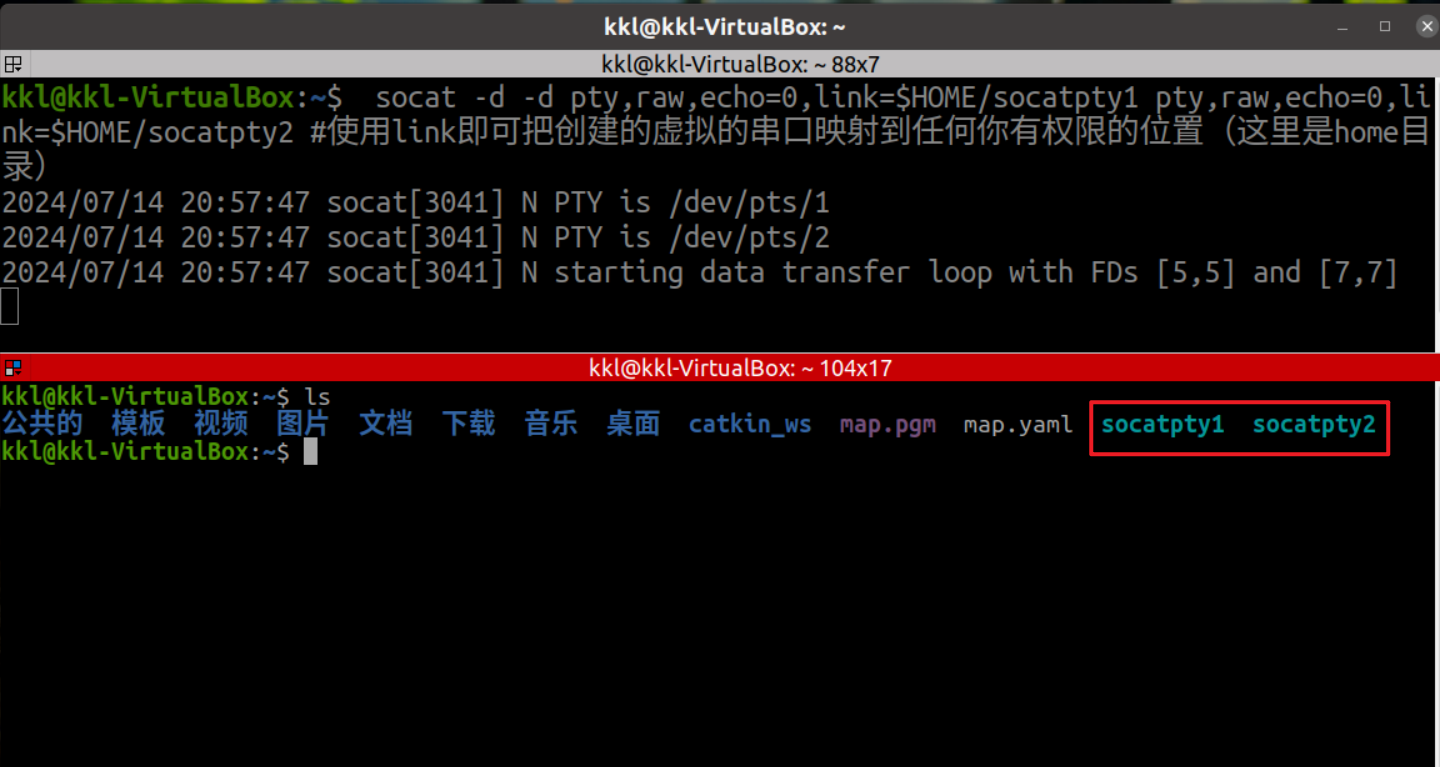 kkl@kkl-VirtualBox: ~
kkl@kkl-VirtualBox: ~ 88x7
kkl@kkl-VirtualBox:~$  socat -d -d pty,raw,echo=0,link=$HOME/socatpty1 pty,raw,echo=0,li
nk=$HOME/socatpty2 #使用link即可把创建的虚拟的串口映射到任何你有权限的位置（这里是home目
录）
2024/07/14 20:57:47 socat[3041] N PTY is /dev/pts/1
2024/07/14 20:57:47 socat[3041] N PTY is /dev/pts/2
2024/07/14 20:57:47 socat[3041] N starting data transfer loop with FDs [5,5] and [7,7]
kkl@kkl-VirtualBox: ~ 104x17
kkl@kkl-VirtualBox:~$ ls
公共的  模板  视频  图片  文档  下载  音乐  桌面  catkin_ws  map.pgm  map.yaml  socatpty1  socatpty2
kkl@kkl-VirtualBox:~$